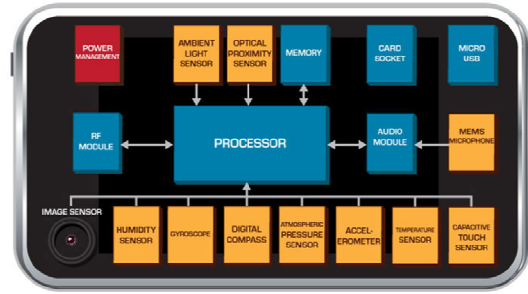 POWER
MANAGEMENT
AMBIENT
LIGHT
SENSOR
OPTICAL
PROXIMITY
SENSOR
MEMORY
CARD
SOCKET
MICRO
USB
RF
MODULE
PROCESSOR
AUDIO
MODULE
MEMS
MICROPHONE
IMAGE SENSOR
HUMIDITY
SENSOR
GYROSCOPE
DIGITAL
COMPASS
ATMOSPHERIC
PRESSURE
SENSOR
ACCEL-
EROMETER
TEMPERATURE
SENSOR
CAPACITIVE
TOUCH
SENSOR